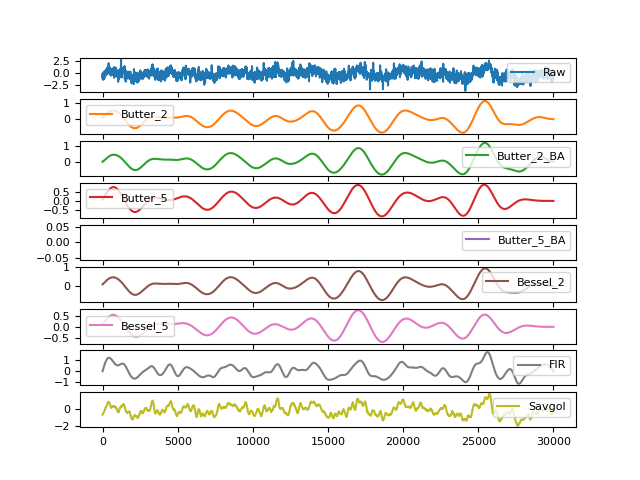 2.5
0.0
−2.5
Raw
1
0
Butter_2
1
0
Butter_2_BA
0.5
0.0
−0.5
Butter_5
0.05
0.00
−0.05
Butter_5_BA
1
0
Bessel_2
0.5
0.0
−0.5
Bessel_5
1
0
−1
FIR
0
−2
Savgol
0 5000 10000 15000 20000 25000 30000